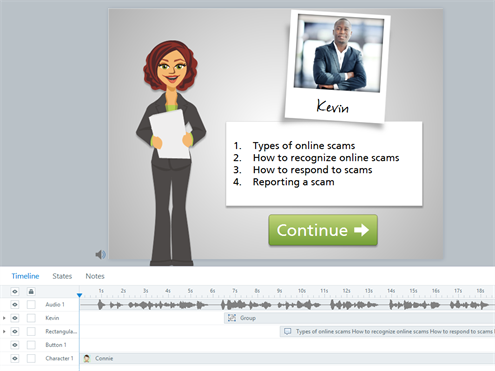 Kevin
1. Types of online scams
2. How to recognize online scams
3. How to respond to scams
4. Reporting a scam
Continue
Timeline States Notes
1s 2s 3s 4s 5s 6s 7s 8s 9s 10s 11s 12s 13s 14s 15s 16s 17s 18s
Audio 1
Kevin Group
Rectangula... Types of online scams How to recognize online scams How to respond to scams
Button 1
Character 1 Connie